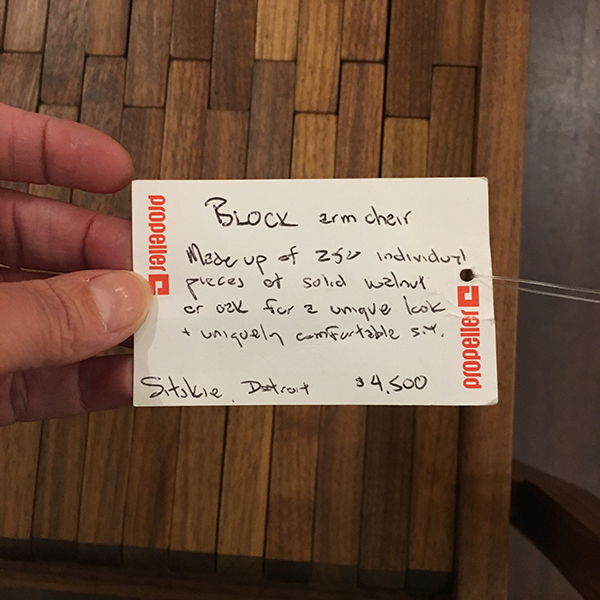 propeller
BLOCK arm chair
Made up of 250 individual
pieces of solid walnut
or oak for a unique look
+ uniquely comfortable sit.
propeller
Sitskie, Detroit $4,500